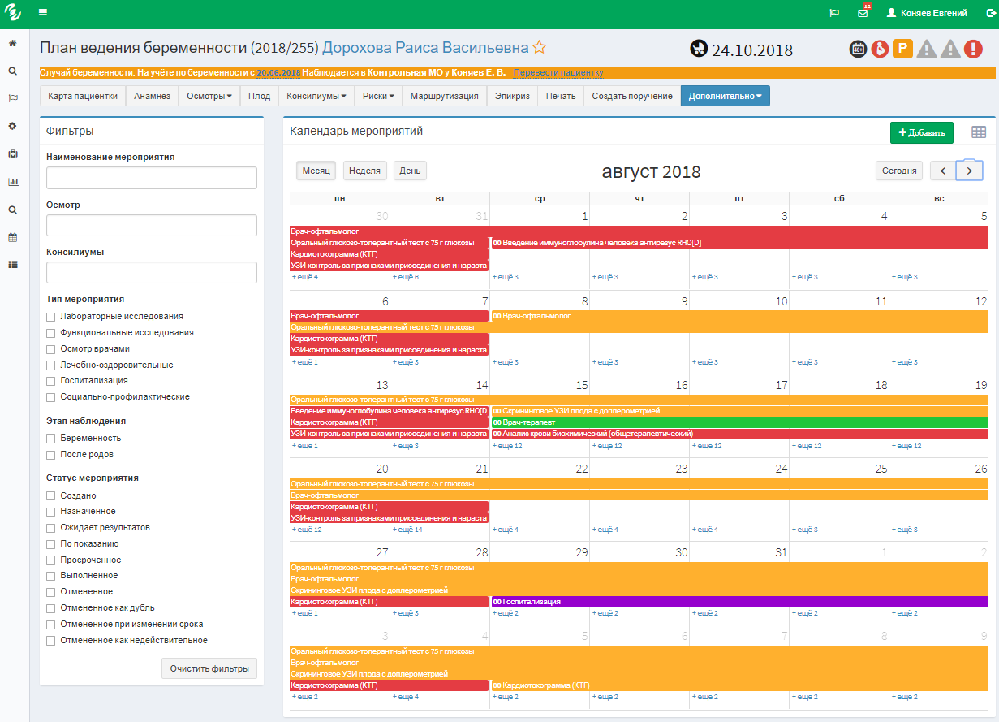 15
Коняев Евгений
План ведения беременности (2018/255) Дорохова Раиса Васильевна
24.10.2018
40+
P
Случай беременности. На учёте по беременности с 20.06.2018 Наблюдается в Контрольная МО у Коняев Е. В. Перевести пациентку
Карта пациентки Анамнез Осмотры Плод Консилиумы Риски Маршрутизация Эпикриз Печать Создать поручение Дополнительно
Фильтры
Наименование мероприятия
Осмотр
Консилиумы
Тип мероприятия
Лабораторные исследования
Функциональные исследования
Осмотр врачами
Лечебно-оздоровительные
Госпитализация
Социально-профилактические
Этап наблюдения
Беременность
После родов
Статус мероприятия
Создано
Назначенное
Ожидает результатов
По показанию
Просроченное
Выполненное
Отмененное
Отмененное как дубль
Отмененное при изменении срока
Отмененное как недействительное
Очистить фильтры
Календарь мероприятий
+ Добавить
Месяц Неделя День
август 2018
Сегодня < >
пн вт ср чт пт сб вс
30 31 1 2 3 4 5
Врач-офтальмолог
Оральный глюкозо-толерантный тест с 75 г глюкозы 00 Введение иммуноглобулина человека антирезус RHO[D]
Кардиотокограмма (КТГ)
УЗИ-контроль за признаками присоединения и нараста
+ ещё 4 + ещё 6 + ещё 3 + ещё 3 + ещё 3 + ещё 3 + ещё 3
6 7 8 9 10 11 12
Врач-офтальмолог 00 Врач-офтальмолог
Оральный глюкозо-толерантный тест с 75 г глюкозы
Кардиотокограмма (КТГ)
УЗИ-контроль за признаками присоединения и нараста
+ ещё 1 + ещё 3 + ещё 3 + ещё 3 + ещё 3 + ещё 3 + ещё 3
13 14 15 16 17 18 19
Оральный глюкозо-толерантный тест с 75 г глюкозы
Введение иммуноглобулина человека антирезус RHO[D 00 Скрининговое УЗИ плода с доплерометрией
Кардиотокограмма (КТГ) 00 Врач-терапевт
УЗИ-контроль за признаками присоединения и нараста 00 Анализ крови биохимический (общетерапевтический)
+ ещё 1 + ещё 3 + ещё 12 + ещё 12 + ещё 12 + ещё 12 + ещё 12
20 21 22 23 24 25 26
Оральный глюкозо-толерантный тест с 75 г глюкозы
Врач-офтальмолог
Кардиотокограмма (КТГ)
УЗИ-контроль за признаками присоединения и нараста
+ ещё 12 + ещё 14 + ещё 4 + ещё 4 + ещё 4 + ещё 3 + ещё 3
27 28 29 30 31 1 2
Оральный глюкозо-толерантный тест с 75 г глюкозы
Врач-офтальмолог
Скрининговое УЗИ плода с доплерометрией
Кардиотокограмма (КТГ) 00 Госпитализация
+ ещё 1 + ещё 3 + ещё 2 + ещё 2 + ещё 2 + ещё 2 + ещё 2
3 4 5 6 7 8 9
Оральный глюкозо-толерантный тест с 75 г глюкозы
Врач-офтальмолог
Скрининговое УЗИ плода с доплерометрией
Кардиотокограмма (КТГ) 00 Кардиотокограмма (КТГ)
+ ещё 2 + ещё 4 + ещё 2 + ещё 2 + ещё 2 + ещё 2 + ещё 2